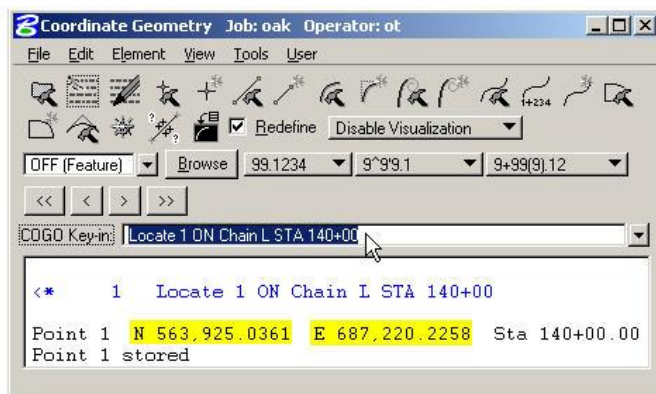 Coordinate Geometry Job: oak Operator: ot
File Edit Element View Tools User
1+234
? ? Redefine Disable Visualization
OFF (Feature) Browse 99.1234 9^9'9.1 9+99(9).12
<< < > >>
COGO Key-in: Locate 1 ON Chain L STA 140+00
<* 1 Locate 1 ON Chain L STA 140+00
Point 1 N 563,925.0361 E 687,220.2258 Sta 140+00.00
Point 1 stored